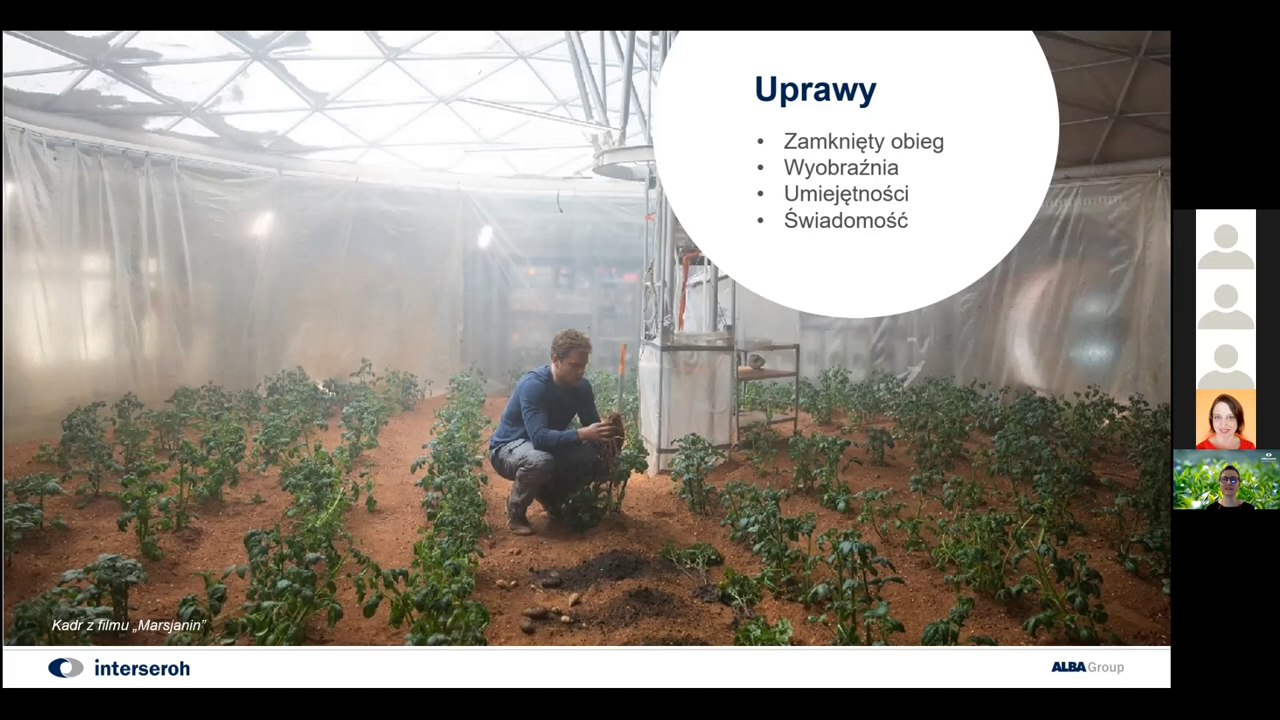 Uprawy
• Zamknięty obieg
• Wyobraźnia
• Umiejętności
• Świadomość
Kadr z filmu „Marsjanin”
interseroh
ALBA Group